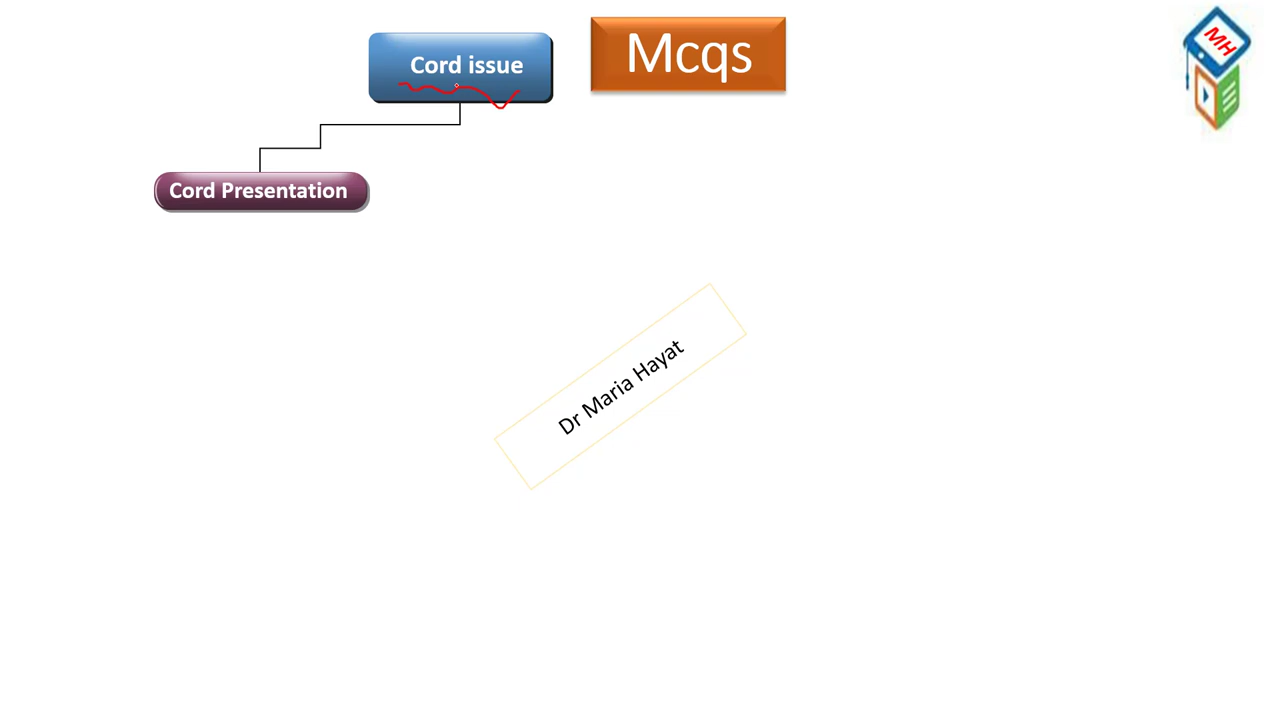 Cord issue
Mcqs
MH
Cord Presentation
Dr Maria Hayat